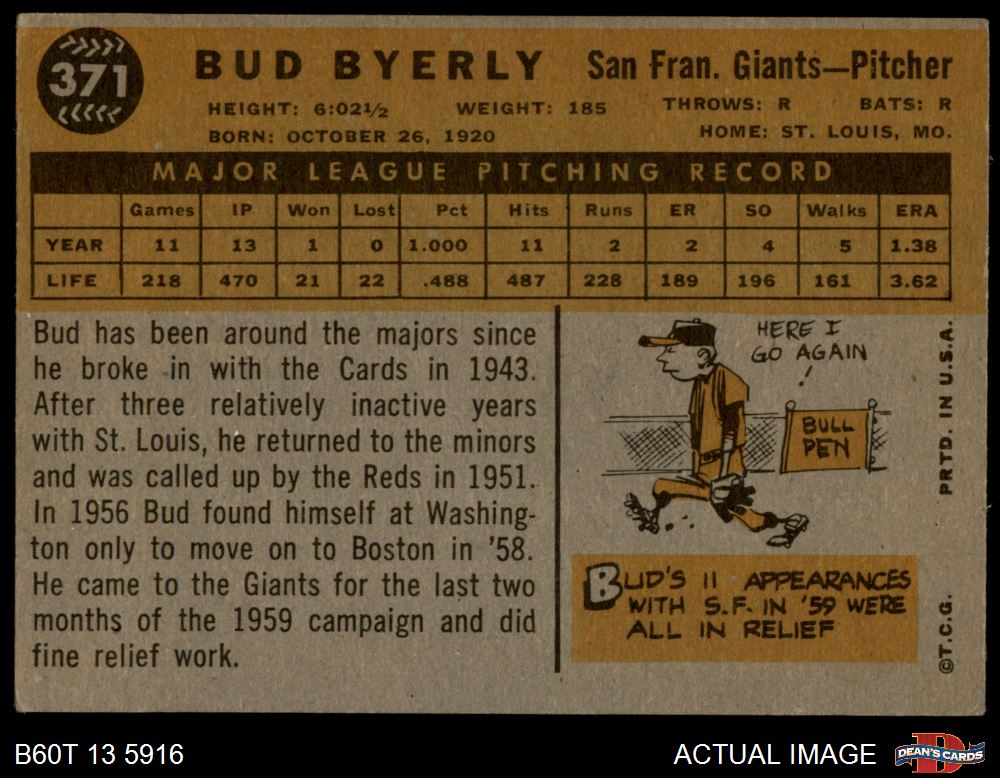 371
BUD BYERLY San Fran. Giants—Pitcher
HEIGHT: 6:02½ WEIGHT: 185 THROWS: R BATS: R
BORN: OCTOBER 26, 1920 HOME: ST. LOUIS, MO.
MAJOR LEAGUE PITCHING RECORD
Games IP Won Lost Pct Hits Runs ER SO Walks ERA
YEAR 11 13 1 0 1.000 11 2 2 4 5 1.38
LIFE 218 470 21 22 .488 487 228 189 196 161 3.62
Bud has been around the majors since
he broke in with the Cards in 1943.
After three relatively inactive years
with St. Louis, he returned to the minors
and was called up by the Reds in 1951.
In 1956 Bud found himself at Washing-
ton only to move on to Boston in '58.
He came to the Giants for the last two
months of the 1959 campaign and did
fine relief work.
HERE I
GO AGAIN
BULL
PEN
BUD'S 11 APPEARANCES
WITH S.F. IN '59 WERE
ALL IN RELIEF
©T.C.G. PRTD. IN U.S.A.
B60T 13 5916 ACTUAL IMAGE
DEAN'S CARDS